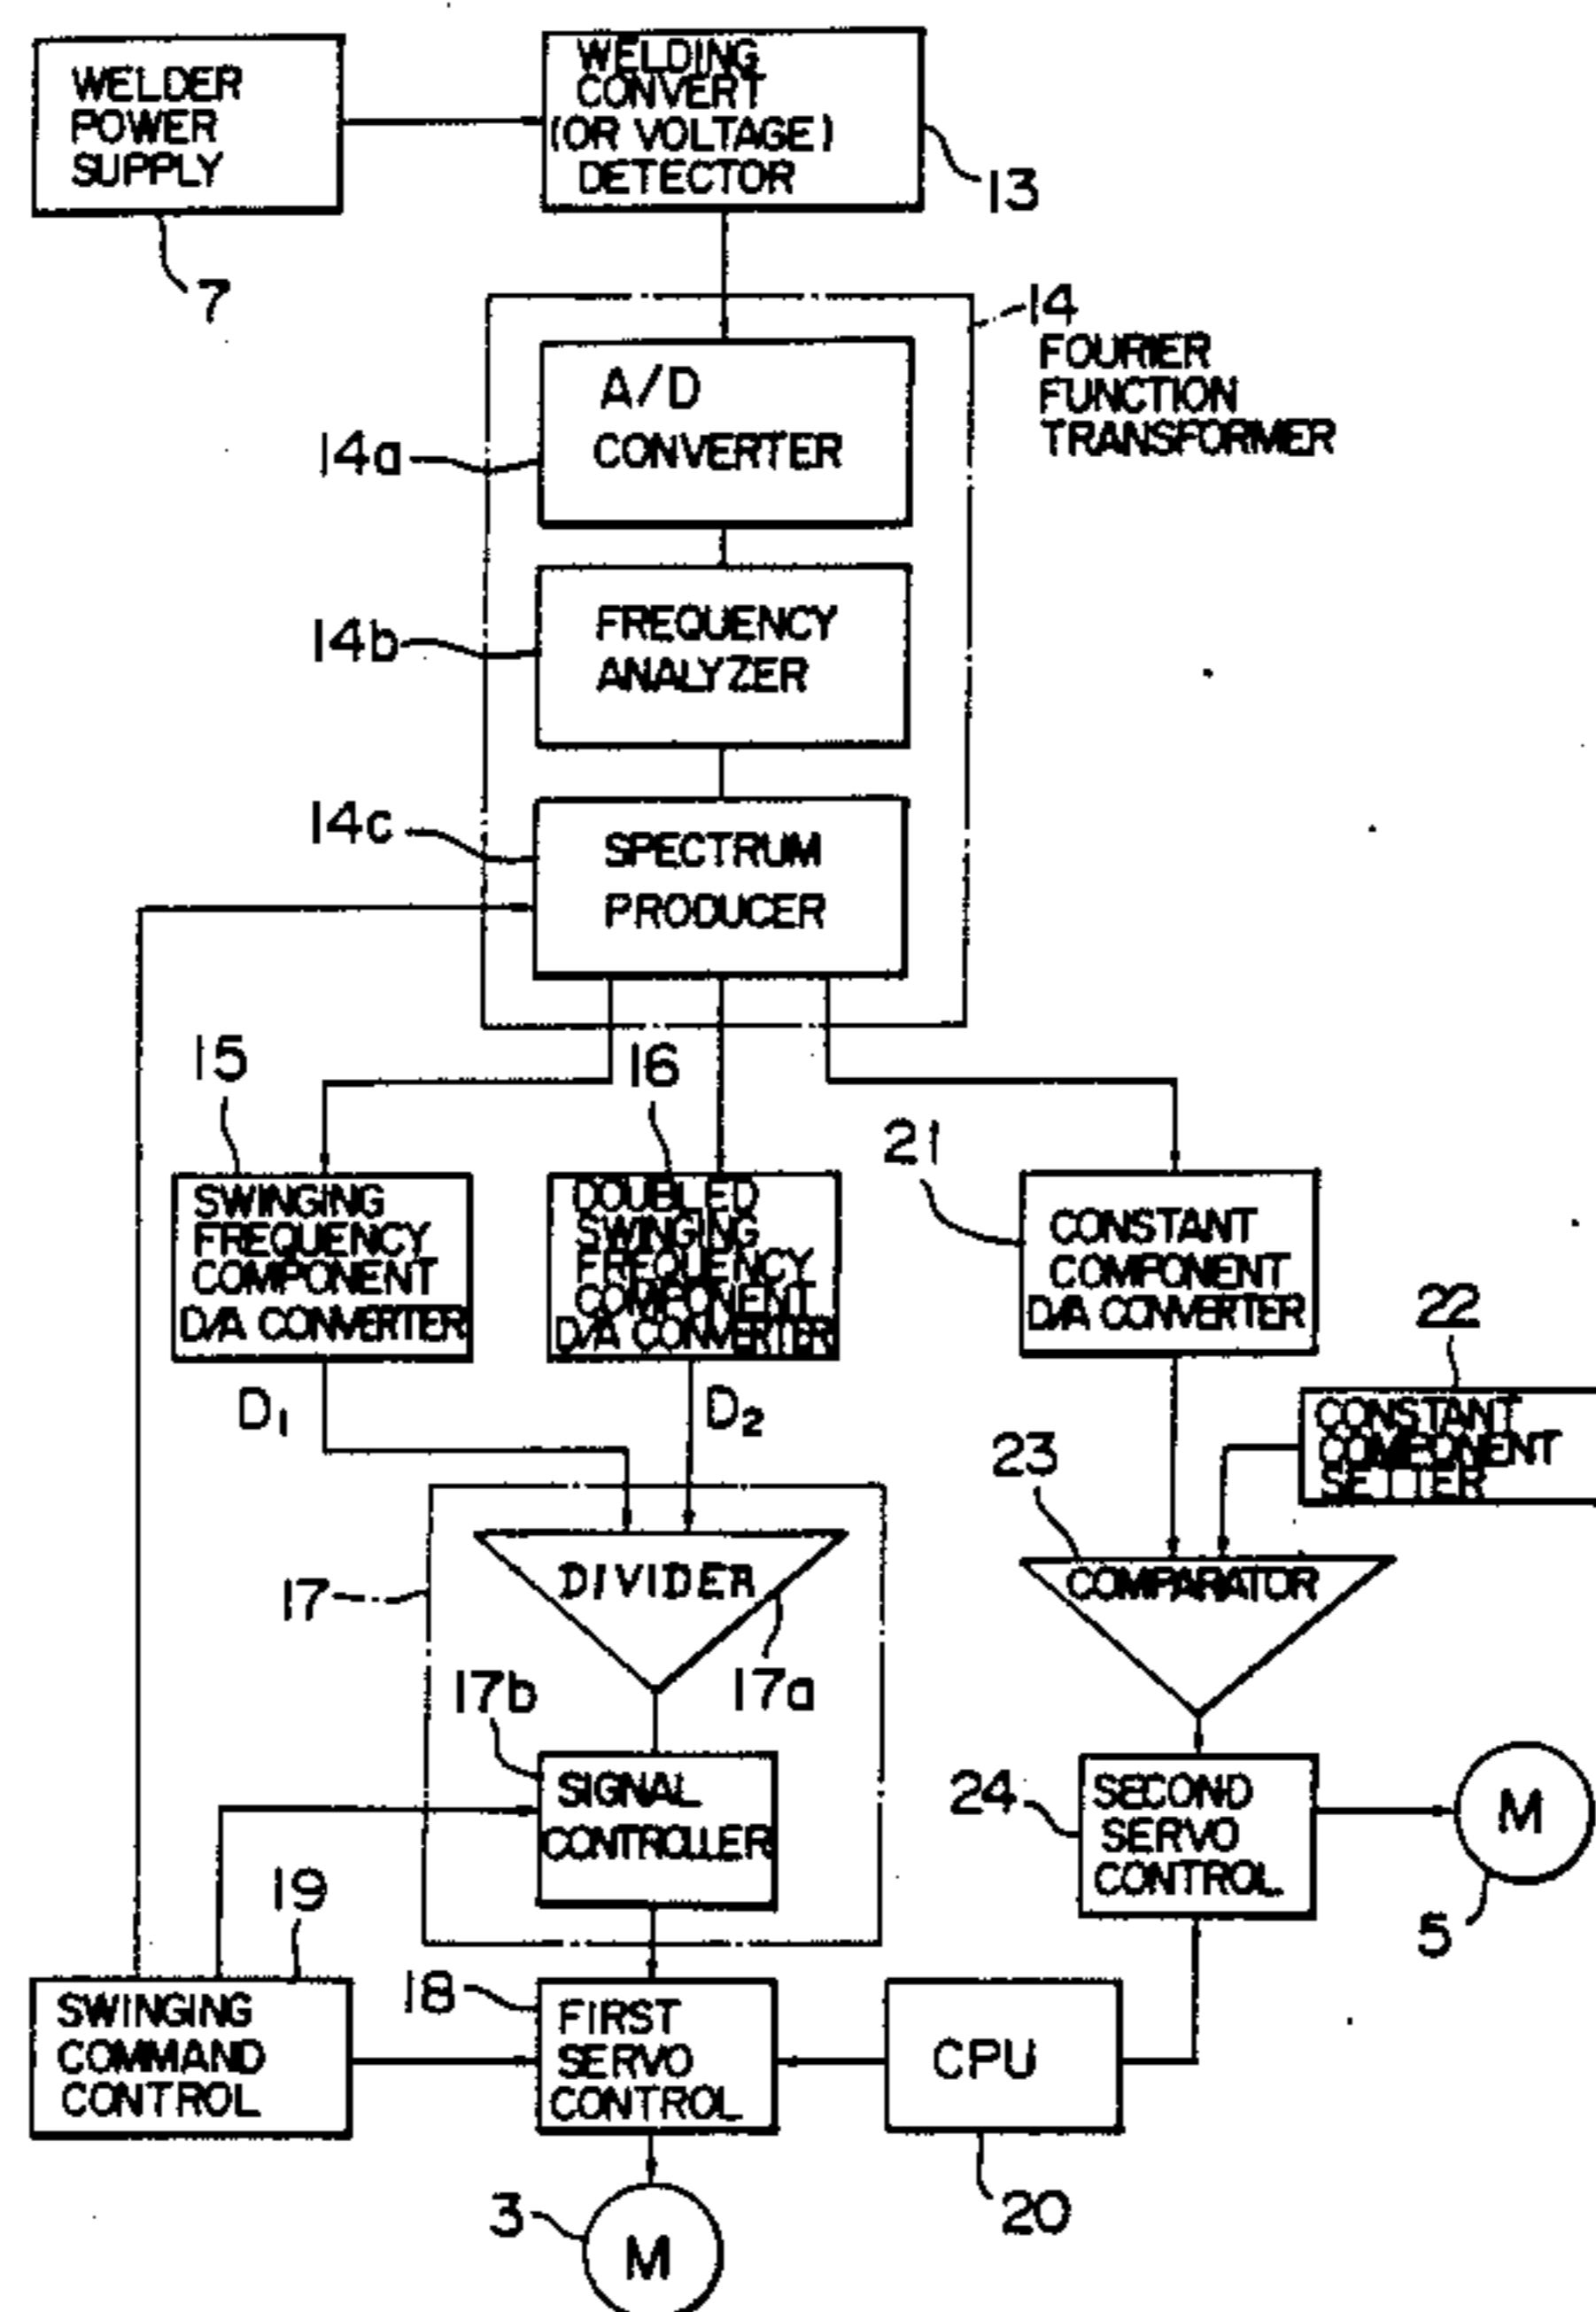 WELDER
POWER
SUPPLY
7
WELDING
CONVERT
(OR VOLTAGE)
DETECTOR
13
14
FOURIER
FUNCTION
TRANSFORMER
A/D
CONVERTER
14a
FREQUENCY
ANALYZER
14b
SPECTRUM
PRODUCER
14c
15
SWINGING
FREQUENCY
COMPONENT
D/A CONVERTER
16
DOUBLED
SWINGING
FREQUENCY
COMPONENT
D/A CONVERTER
21
CONSTANT
COMPONENT
D/A CONVERTER
22
CONSTANT
COMPONENT
SETTER
D₁
D₂
23
COMPARATOR
17
DIVIDER
17a
17b
SIGNAL
CONTROLLER
24
SECOND
SERVO
CONTROL
M
5
19
SWINGING
COMMAND
CONTROL
18
FIRST
SERVO
CONTROL
CPU
20
3
M